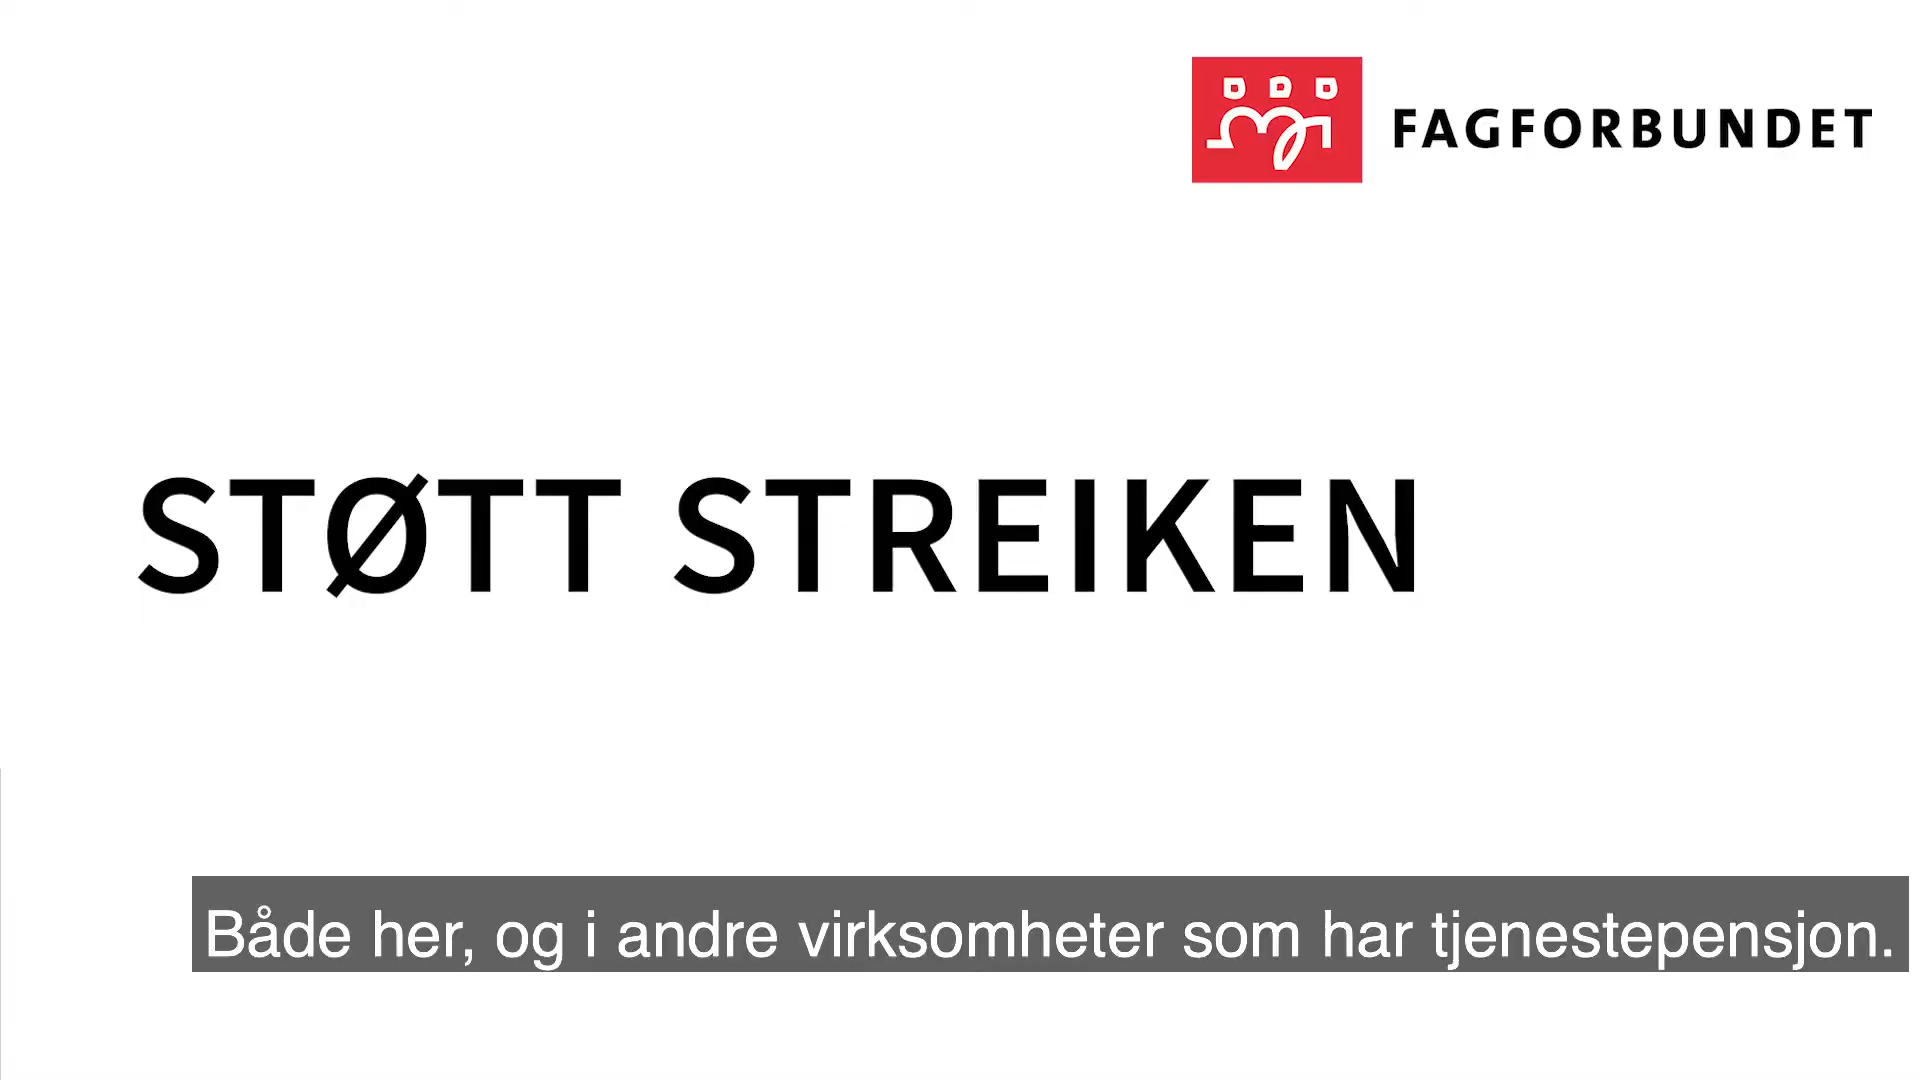 FAGFORBUNDET
STØTT STREIKEN
Både her, og i andre virksomheter som har tjenestepensjon.